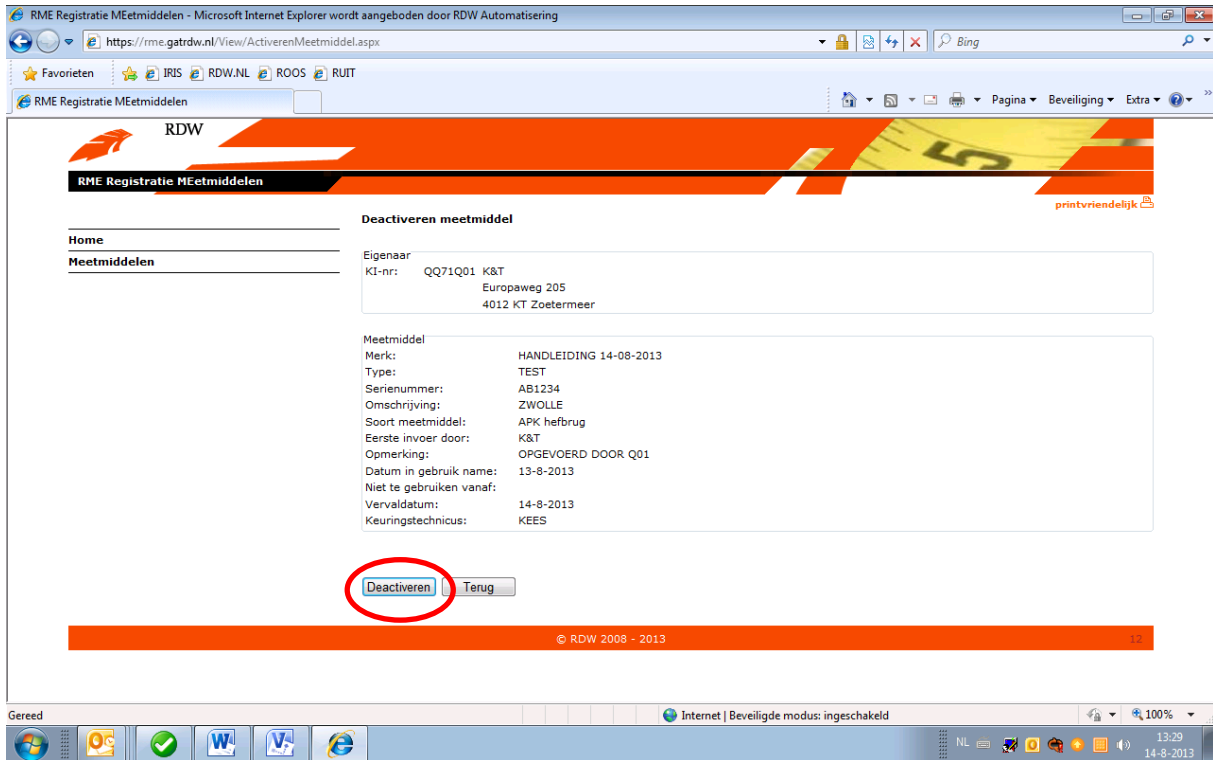 RME Registratie MEetmiddelen - Microsoft Internet Explorer wordt aangeboden door RDW Automatisering
https://rme.gatrdw.nl/View/ActiverenMeetmiddel.aspx
Bing
Favorieten IRIS RDW.NL ROOS RUIT
RME Registratie MEetmiddelen
Pagina Beveiliging Extra
RDW
5
RME Registratie MEetmiddelen
printvriendelijk
Home
Meetmiddelen
Deactiveren meetmiddel
Eigenaar
KI-nr: QQ71Q01 K&T
Europaweg 205
4012 KT Zoetermeer
Meetmiddel
Merk: HANDLEIDING 14-08-2013
Type: TEST
Serienummer: AB1234
Omschrijving: ZWOLLE
Soort meetmiddel: APK hefbrug
Eerste invoer door: K&T
Opmerking: OPGEVOERD DOOR Q01
Datum in gebruik name: 13-8-2013
Niet te gebruiken vanaf:
Vervaldatum: 14-8-2013
Keuringstechnicus: KEES
Deactiveren Terug
© RDW 2008 - 2013 12
Gereed Internet | Beveiligde modus: ingeschakeld 100%
NL 13:29
14-8-2013